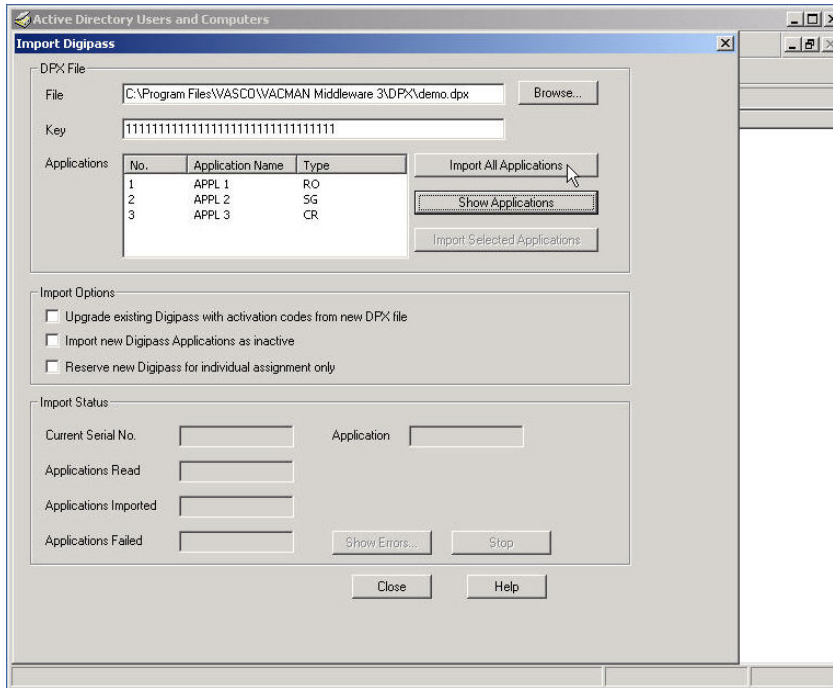 Active Directory Users and Computers
Import Digipass
DPX File
File C:\Program Files\VASCO\VACMAN Middleware 3\DPX\demo.dpx Browse...
Key 11111111111111111111111111111111
Applications No. Application Name Type Import All Applications
1 APPL 1 RO
2 APPL 2 SG Show Applications
3 APPL 3 CR
Import Selected Applications
Import Options
Upgrade existing Digipass with activation codes from new DPX file
Import new Digipass Applications as inactive
Reserve new Digipass for individual assignment only
Import Status
Current Serial No. Application
Applications Read
Applications Imported
Applications Failed Show Errors... Stop
Close Help